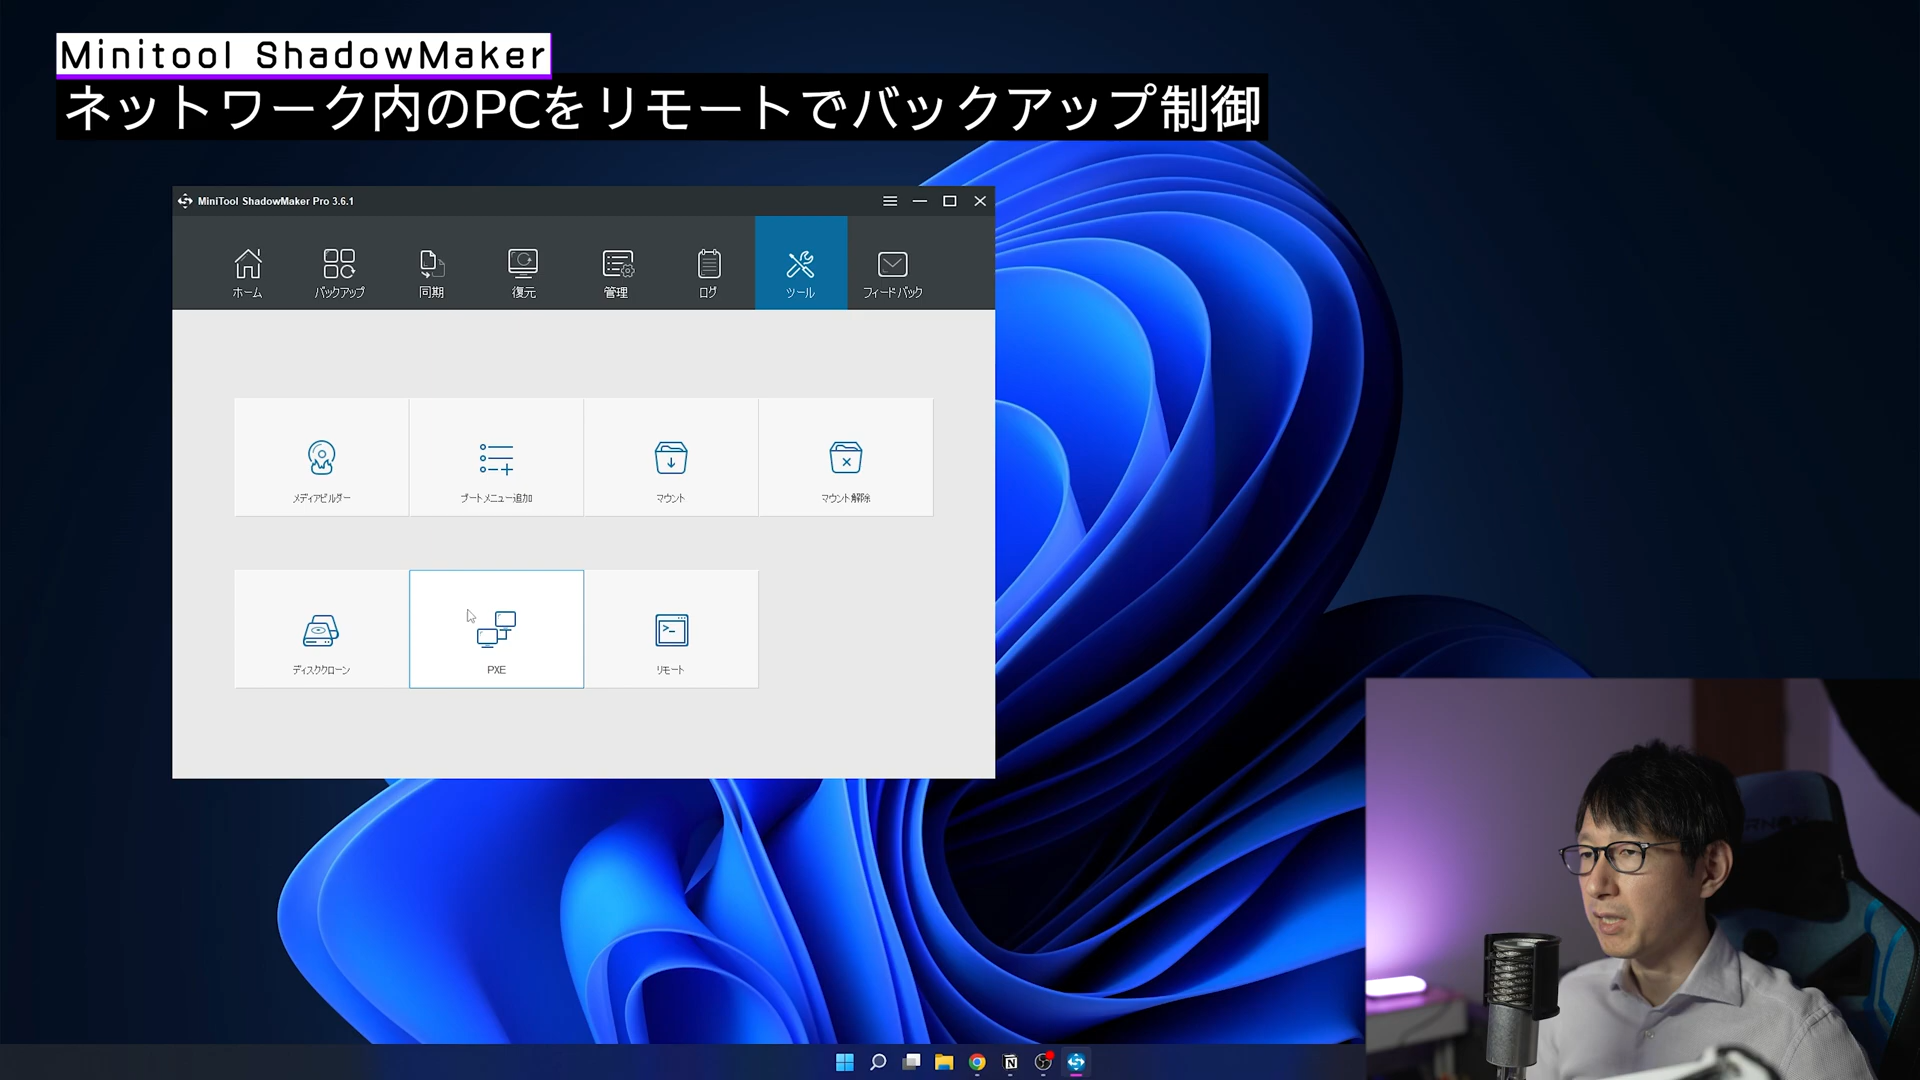 Minitool ShadowMaker
ネットワーク内のPCをリモートでバックアップ制御
MiniTool ShadowMaker Pro 3.6.1
ホーム
バックアップ
同期
復元
管理
ログ
ツール
フィードバック
メディアビルダー
ブートメニュー追加
マウント
マウント解除
ディスククローン
PXE
リモート